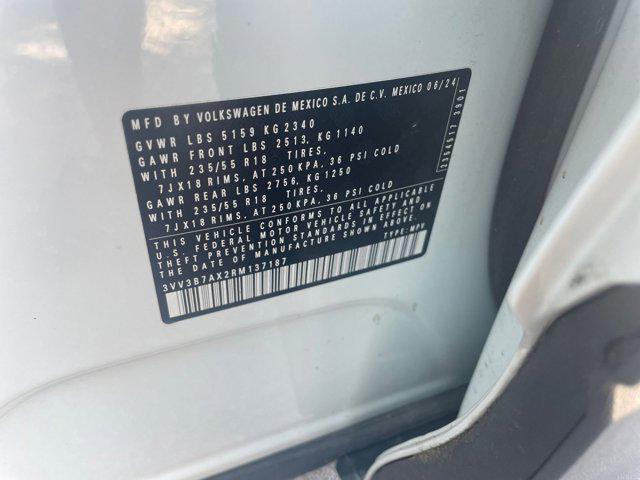 MFD BY VOLKSWAGEN DE MEXICO S.A. DE C.V. MEXICO 06/24
GVWR LBS 5159 KG 2340
GAWR FRONT LBS 2513, KG 1140
WITH 235/55 R18 TIRES,
7JX18 RIMS, AT 250 KPA, 36 PSI COLD
GAWR REAR LBS 2756, KG 1250
WITH 235/55 R18 TIRES,
7JX18 RIMS, AT 250 KPA, 36 PSI COLD
THIS VEHICLE CONFORMS TO ALL APPLICABLE
U.S. FEDERAL MOTOR VEHICLE SAFETY AND
THEFT PREVENTION STANDARDS IN EFFECT ON
THE DATE OF MANUFACTURE SHOWN ABOVE.
3VV3B7AX2RM137187 TYPE: MPV
2354517 3901